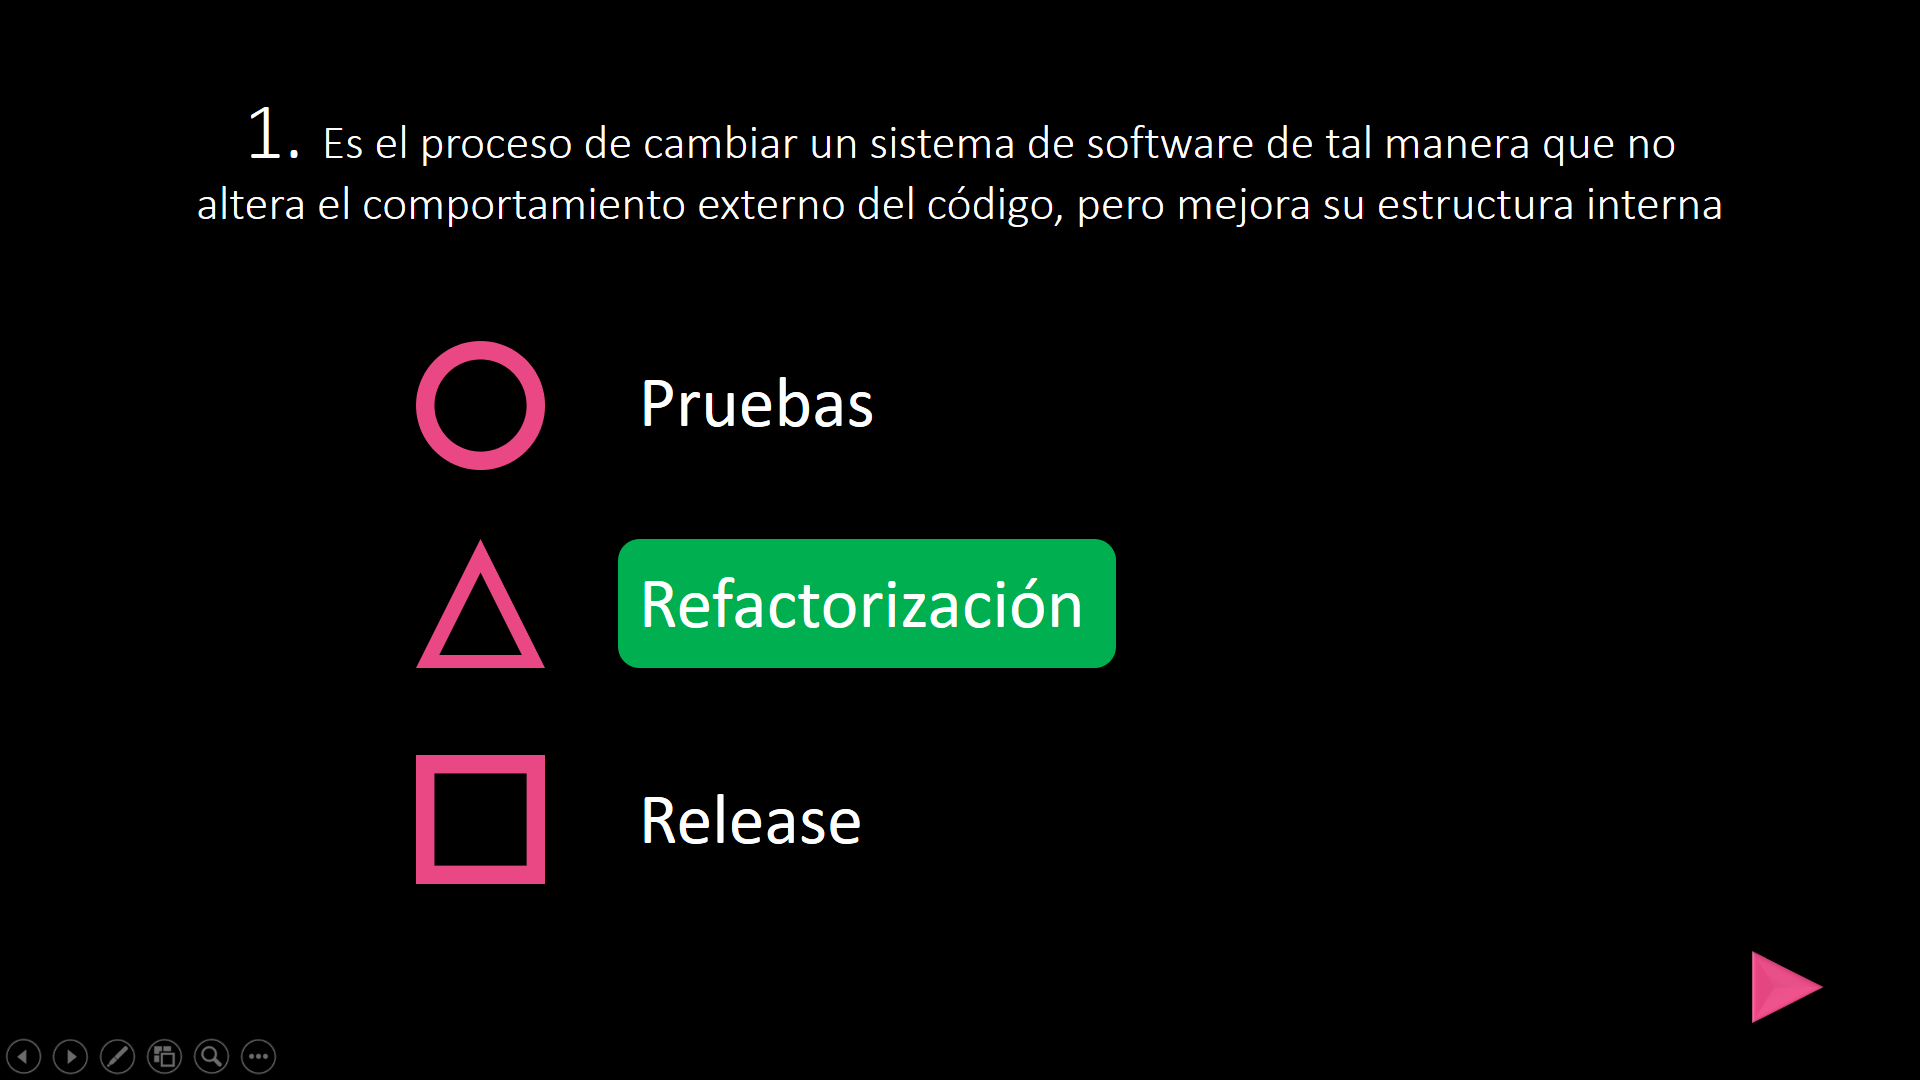 1. Es el proceso de cambiar un sistema de software de tal manera que no
altera el comportamiento externo del código, pero mejora su estructura interna
Pruebas
Refactorización
Release